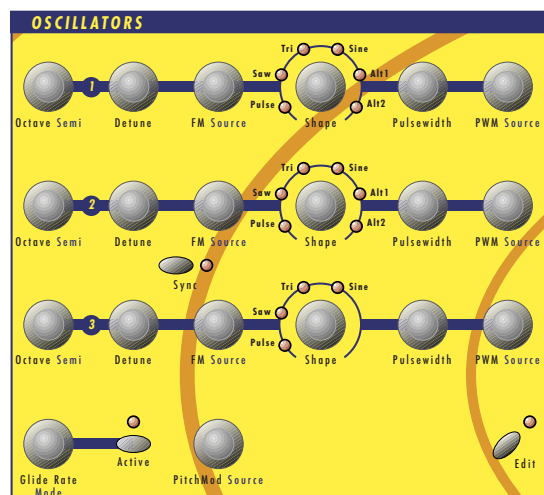 OSCILLATORS
Tri Sine
Saw Alt1
1
Pulse Alt2
Octave Semi Detune FM Source Shape Pulsewidth PWM Source
Tri Sine
Saw Alt1
2
Pulse Alt2
Octave Semi Detune FM Source Shape Pulsewidth PWM Source
Sync
Tri Sine
Saw
3
Pulse
Octave Semi Detune FM Source Shape Pulsewidth PWM Source
Active
Edit
Glide Rate PitchMod Source
Mode